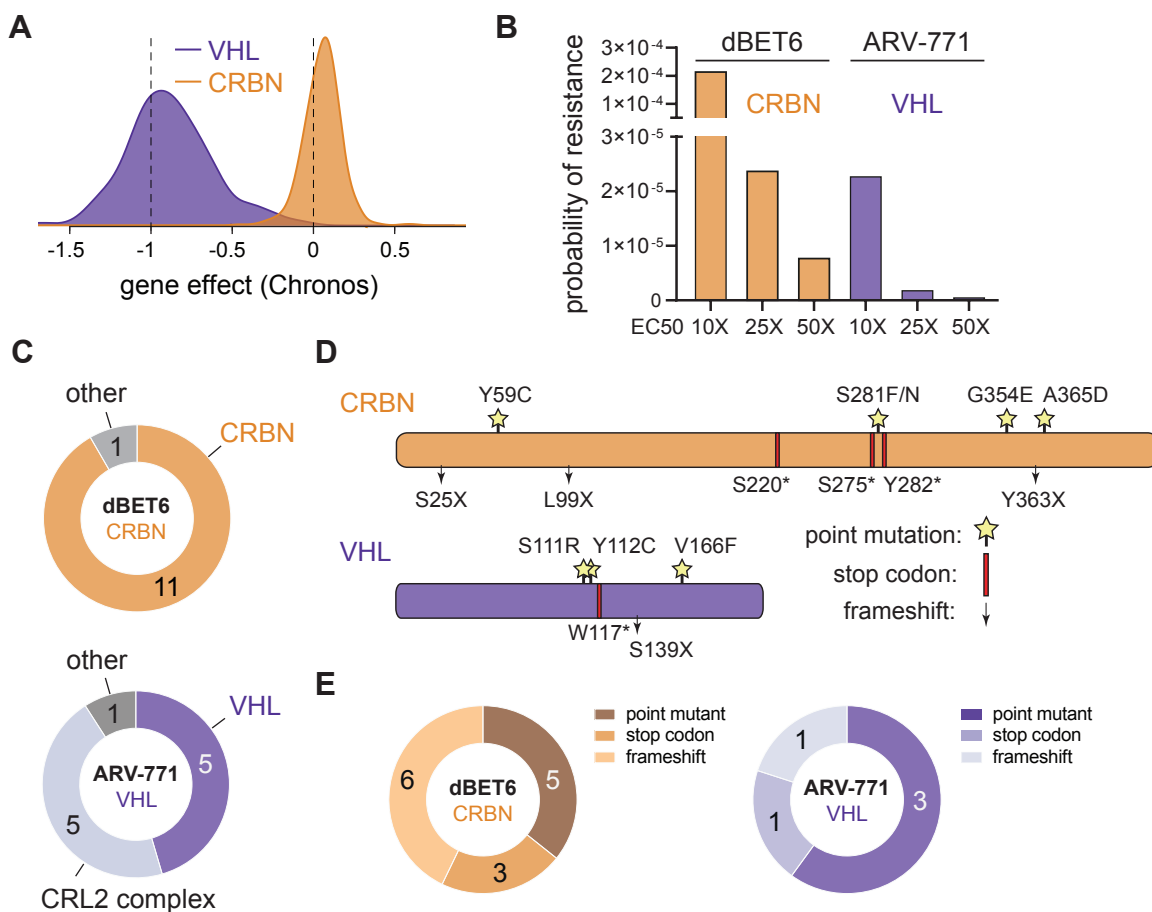 A
VHL
CRBN
-1.5 -1 -0.5 0 0.5
gene effect (Chronos)
B
dBET6 ARV-771
CRBN VHL
probability of resistance
3×10⁻⁴
2×10⁻⁴
1×10⁻⁴
3×10⁻⁵
2×10⁻⁵
1×10⁻⁵
0
EC50 10X 25X 50X 10X 25X 50X
C
other
1
CRBN
dBET6
CRBN
11
other
1
VHL
5
ARV-771
VHL
5
CRL2 complex
D
CRBN
Y59C S281F/N G354E A365D
S25X L99X S220* S275* Y282* Y363X
VHL
S111R Y112C V166F
W117* S139X
point mutation:
stop codon:
frameshift:
E
6
dBET6
CRBN
5
3
point mutant
stop codon
frameshift
1
ARV-771
VHL
3
1
point mutant
stop codon
frameshift